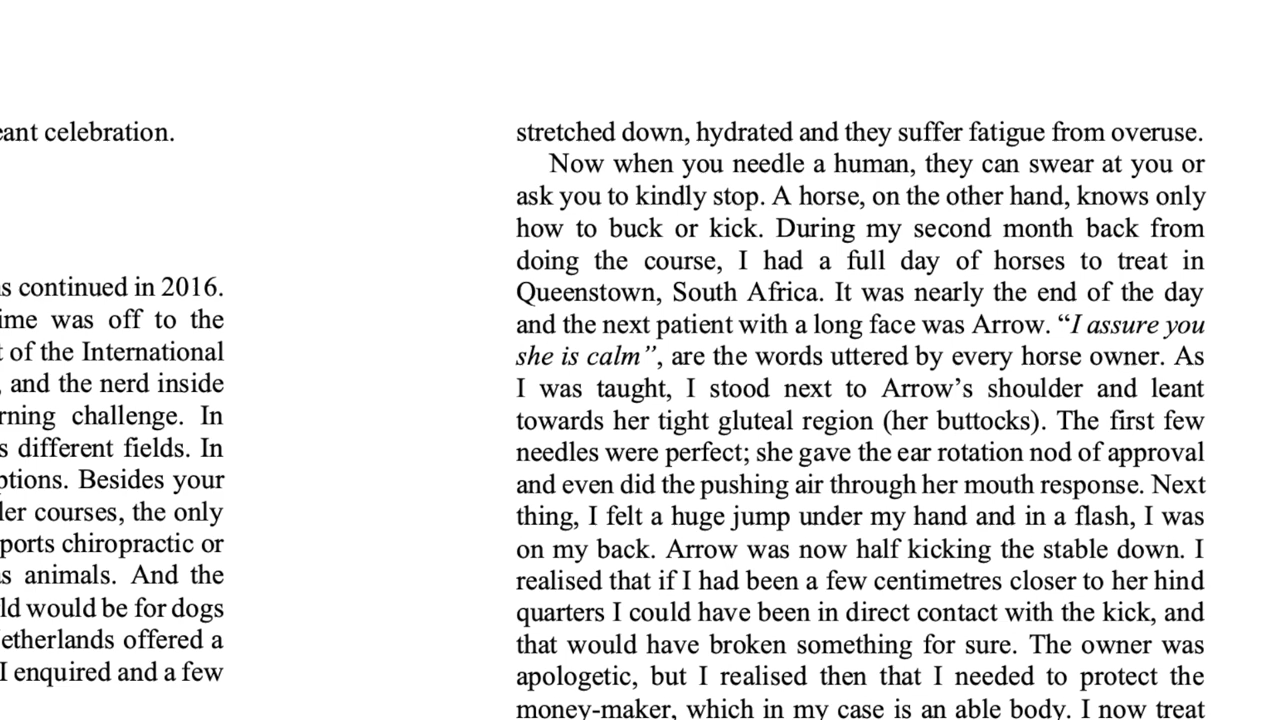 celebration.
continued in 2016.
was off to the
of the International
, and the nerd inside
challenge. In
different fields. In
Besides your
courses, the only
chiropractic or
animals. And the
would be for dogs
offered a
I enquired and a few
stretched down, hydrated and they suffer fatigue from overuse.
Now when you needle a human, they can swear at you or
ask you to kindly stop. A horse, on the other hand, knows only
how to buck or kick. During my second month back from
doing the course, I had a full day of horses to treat in
Queenstown, South Africa. It was nearly the end of the day
and the next patient with a long face was Arrow. “I assure you
she is calm”, are the words uttered by every horse owner. As
I was taught, I stood next to Arrow’s shoulder and leant
towards her tight gluteal region (her buttocks). The first few
needles were perfect; she gave the ear rotation nod of approval
and even did the pushing air through her mouth response. Next
thing, I felt a huge jump under my hand and in a flash, I was
on my back. Arrow was now half kicking the stable down. I
realised that if I had been a few centimetres closer to her hind
quarters I could have been in direct contact with the kick, and
that would have broken something for sure. The owner was
apologetic, but I realised then that I needed to protect the
money-maker, which in my case is an able body. I now treat